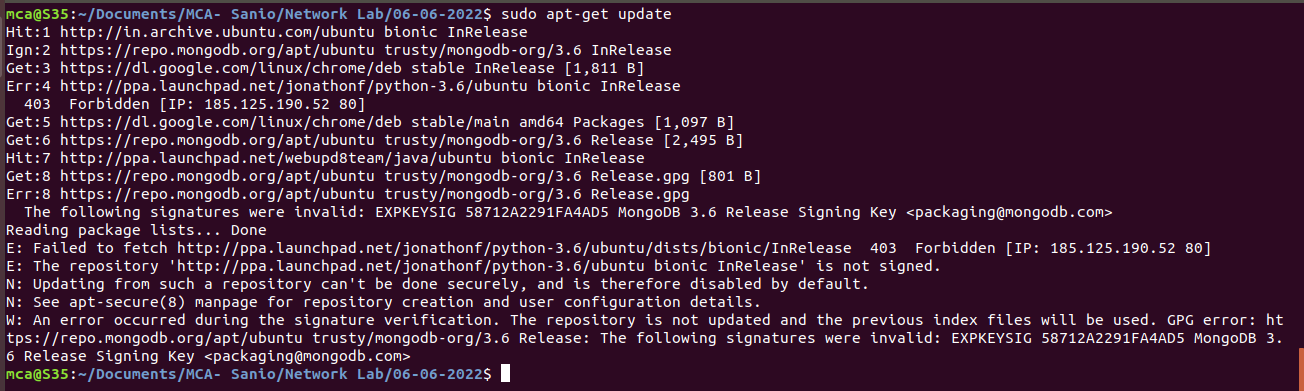 mca@S35:~/Documents/MCA- Sanio/Network Lab/06-06-2022$ sudo apt-get update
Hit:1 http://in.archive.ubuntu.com/ubuntu bionic InRelease
Ign:2 https://repo.mongodb.org/apt/ubuntu trusty/mongodb-org/3.6 InRelease
Get:3 https://dl.google.com/linux/chrome/deb stable InRelease [1,811 B]
Err:4 http://ppa.launchpad.net/jonathonf/python-3.6/ubuntu bionic InRelease
  403  Forbidden [IP: 185.125.190.52 80]
Get:5 https://dl.google.com/linux/chrome/deb stable/main amd64 Packages [1,097 B]
Get:6 https://repo.mongodb.org/apt/ubuntu trusty/mongodb-org/3.6 Release [2,495 B]
Hit:7 http://ppa.launchpad.net/webupd8team/java/ubuntu bionic InRelease
Get:8 https://repo.mongodb.org/apt/ubuntu trusty/mongodb-org/3.6 Release.gpg [801 B]
Err:8 https://repo.mongodb.org/apt/ubuntu trusty/mongodb-org/3.6 Release.gpg
  The following signatures were invalid: EXPKEYSIG 58712A2291FA4AD5 MongoDB 3.6 Release Signing Key <packaging@mongodb.com>
Reading package lists... Done
E: Failed to fetch http://ppa.launchpad.net/jonathonf/python-3.6/ubuntu/dists/bionic/InRelease  403  Forbidden [IP: 185.125.190.52 80]
E: The repository 'http://ppa.launchpad.net/jonathonf/python-3.6/ubuntu bionic InRelease' is not signed.
N: Updating from such a repository can't be done securely, and is therefore disabled by default.
N: See apt-secure(8) manpage for repository creation and user configuration details.
W: An error occurred during the signature verification. The repository is not updated and the previous index files will be used. GPG error: ht
tps://repo.mongodb.org/apt/ubuntu trusty/mongodb-org/3.6 Release: The following signatures were invalid: EXPKEYSIG 58712A2291FA4AD5 MongoDB 3.
6 Release Signing Key <packaging@mongodb.com>
mca@S35:~/Documents/MCA- Sanio/Network Lab/06-06-2022$